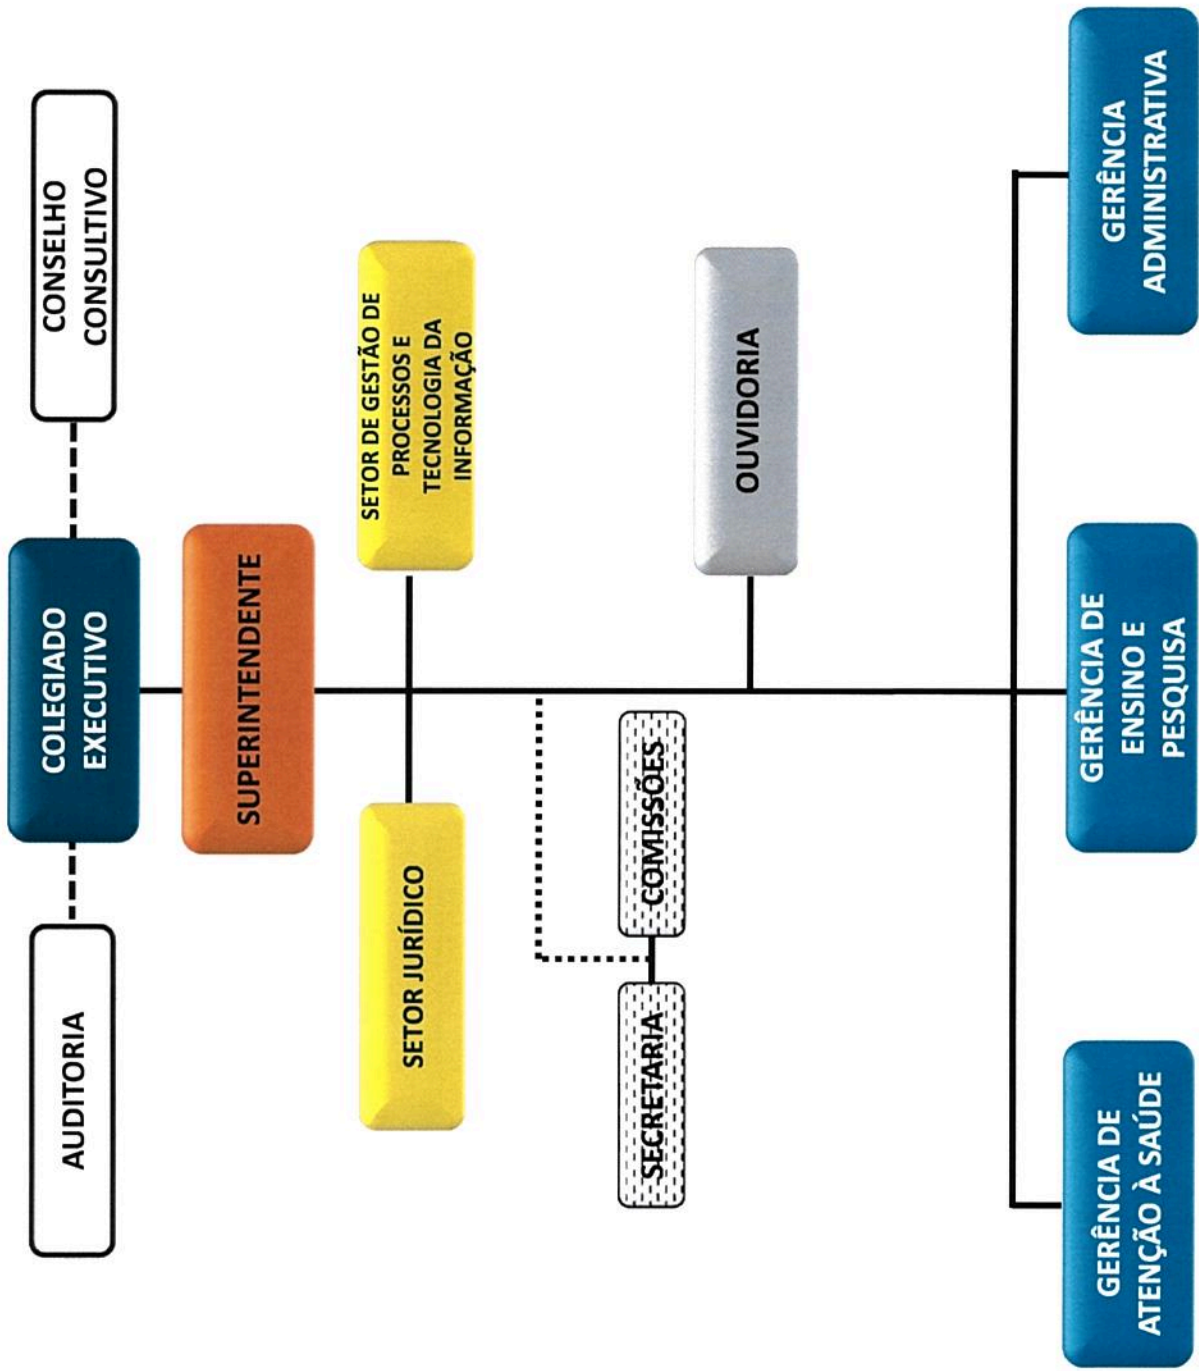 AUDITORIA
COLEGIADO
EXECUTIVO
CONSELHO
CONSULTIVO
SUPERINTENDENTE
SETOR JURÍDICO
SETOR DE GESTÃO DE
PROCESSOS E
TECNOLOGIA DA
INFORMAÇÃO
SECRETARIA
COMISSÕES
OUVIDORIA
GERÊNCIA DE
ATENÇÃO À SAÚDE
GERÊNCIA DE
ENSINO E
PESQUISA
GERÊNCIA
ADMINISTRATIVA